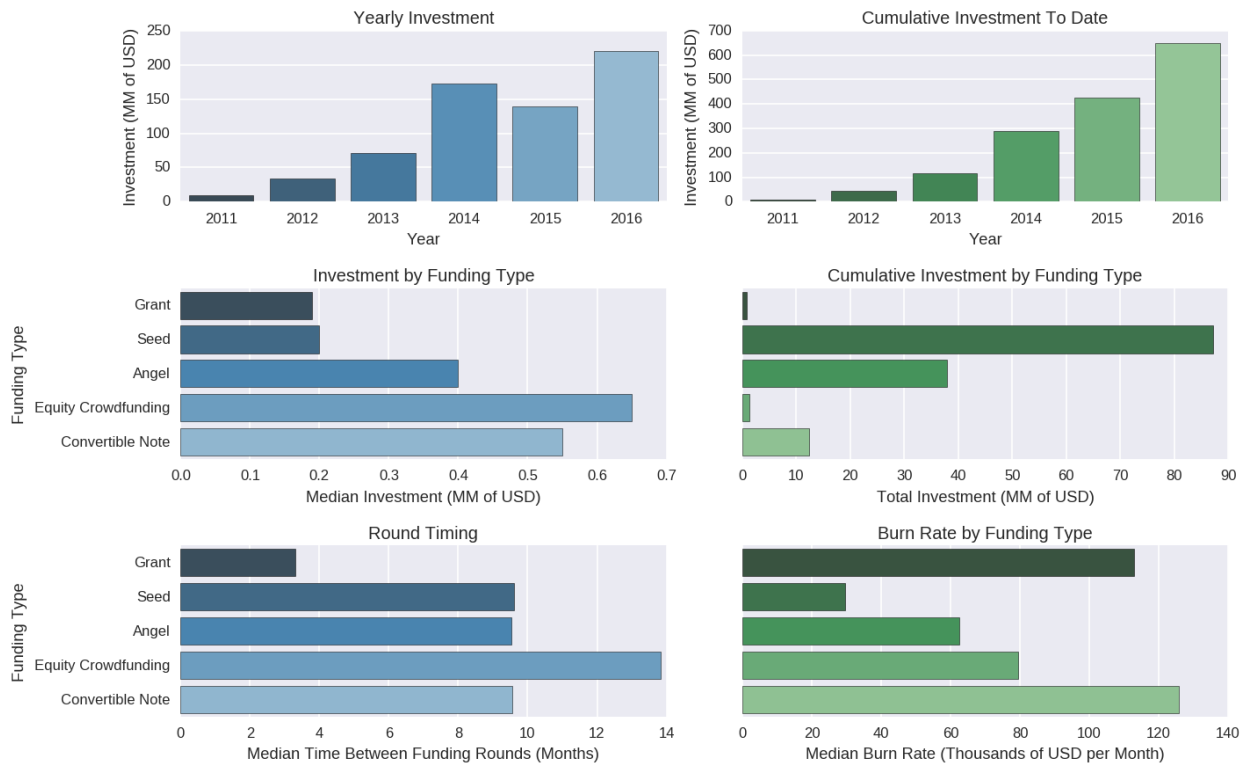 Yearly Investment
Investment (MM of USD)
250
200
150
100
50
0
2011 2012 2013 2014 2015 2016
Year
Cumulative Investment To Date
Investment (MM of USD)
700
600
500
400
300
200
100
0
2011 2012 2013 2014 2015 2016
Year
Investment by Funding Type
Funding Type
Grant
Seed
Angel
Equity Crowdfunding
Convertible Note
0.0 0.1 0.2 0.3 0.4 0.5 0.6 0.7
Median Investment (MM of USD)
Cumulative Investment by Funding Type
0 10 20 30 40 50 60 70 80 90
Total Investment (MM of USD)
Round Timing
Funding Type
Grant
Seed
Angel
Equity Crowdfunding
Convertible Note
0 2 4 6 8 10 12 14
Median Time Between Funding Rounds (Months)
Burn Rate by Funding Type
0 20 40 60 80 100 120 140
Median Burn Rate (Thousands of USD per Month)